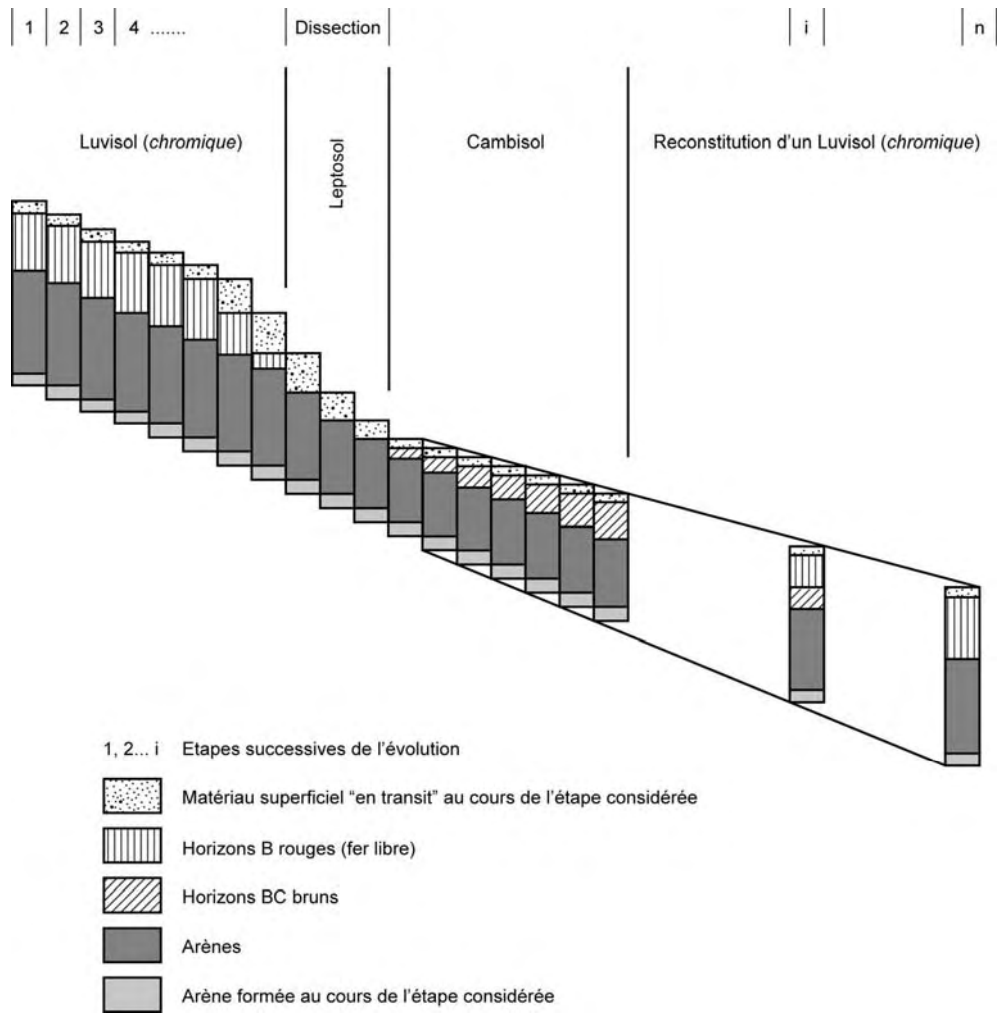 1 2 3 4 ....... Dissection i n
Luvisol (chromique)
Leptosol
Cambisol
Reconstitution d'un Luvisol (chromique)
1, 2... i Etapes successives de l'évolution
Matériau superficiel "en transit" au cours de l'étape considérée
Horizons B rouges (fer libre)
Horizons BC bruns
Arènes
Arène formée au cours de l'étape considérée